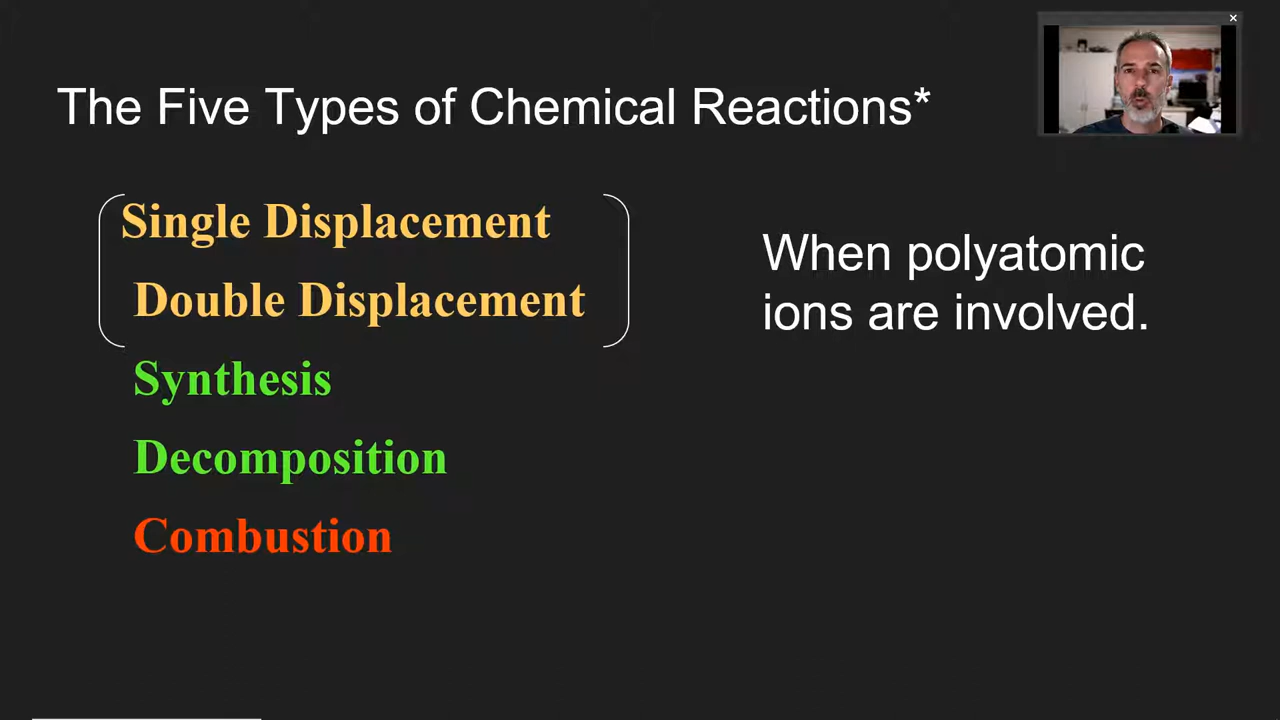 The Five Types of Chemical Reactions*
Single Displacement
Double Displacement
Synthesis
Decomposition
Combustion
When polyatomic
ions are involved.